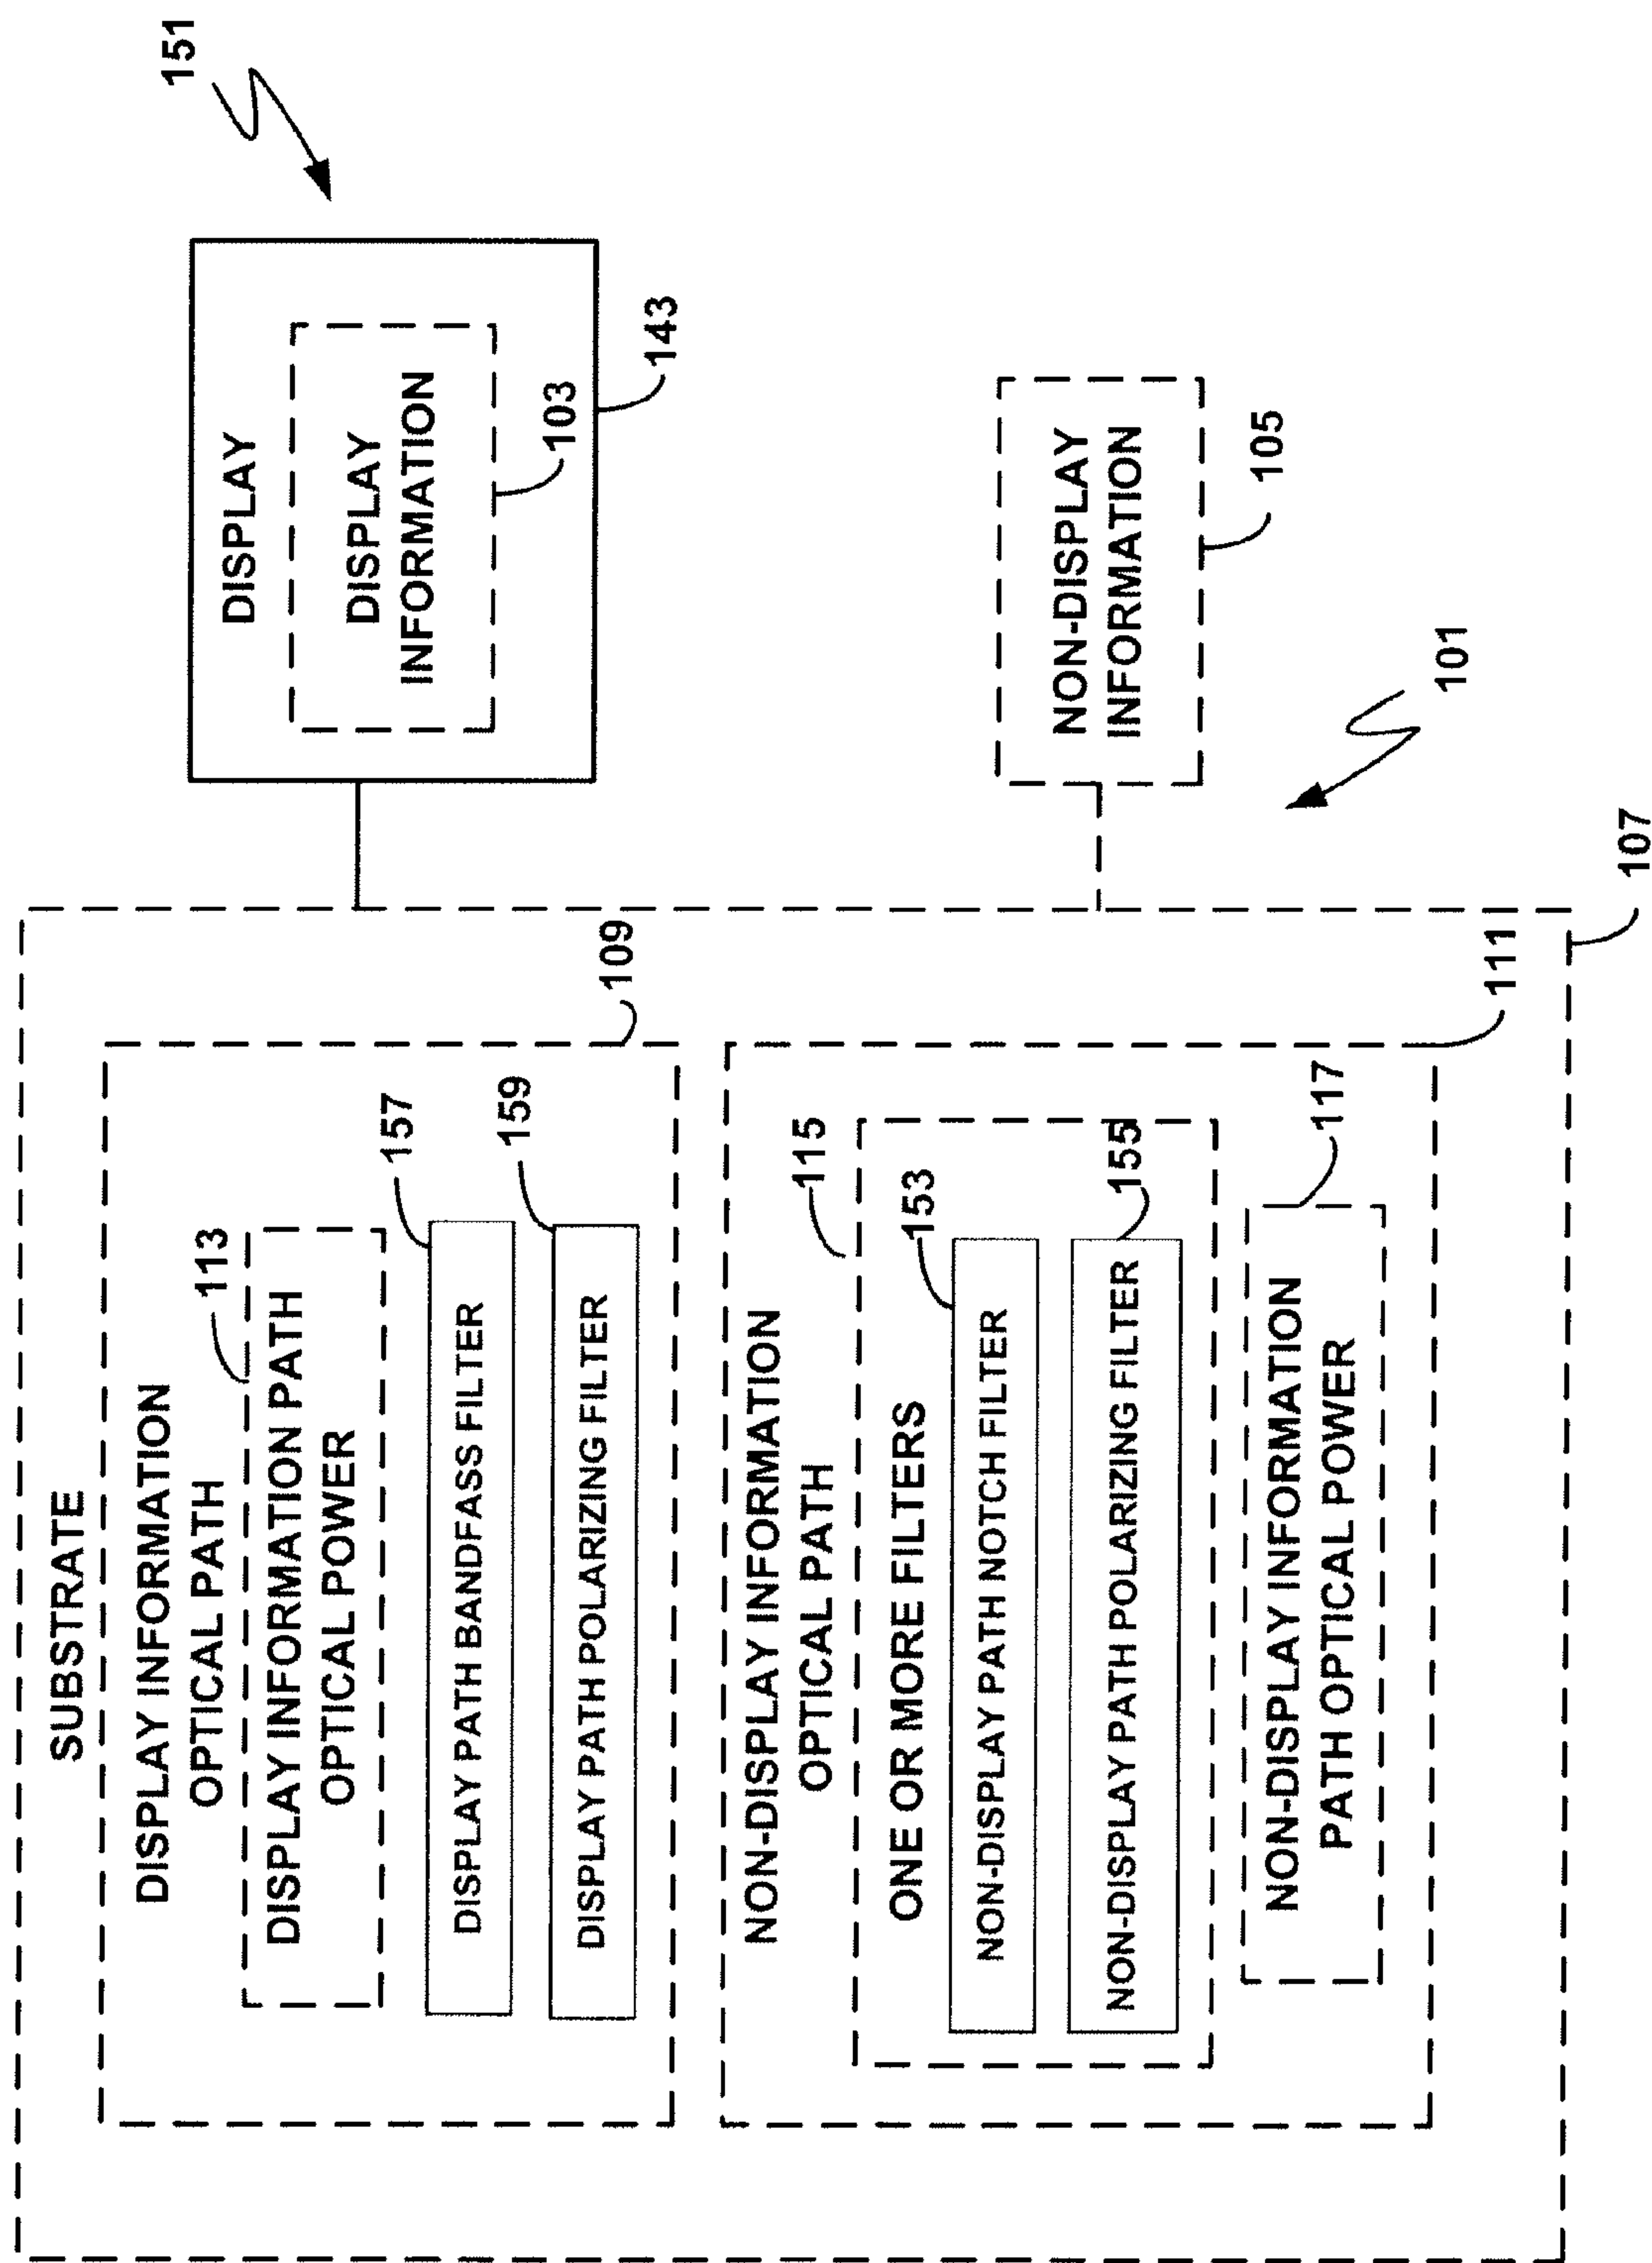 151
DISPLAY
DISPLAY
INFORMATION
103
143
NON-DISPLAY
INFORMATION
105
101
107
SUBSTRATE
109
DISPLAY INFORMATION
OPTICAL PATH
113
DISPLAY INFORMATION PATH
OPTICAL POWER
157
DISPLAY PATH BANDFASS FILTER
159
DISPLAY PATH POLARIZING FILTER
111
NON-DISPLAY INFORMATION
OPTICAL PATH
115
ONE OR MORE FILTERS
153
NON-DISPLAY PATH NOTCH FILTER
155
NON-DISPLAY PATH POLARIZING FILTER
117
NON-DISPLAY INFORMATION
PATH OPTICAL POWER